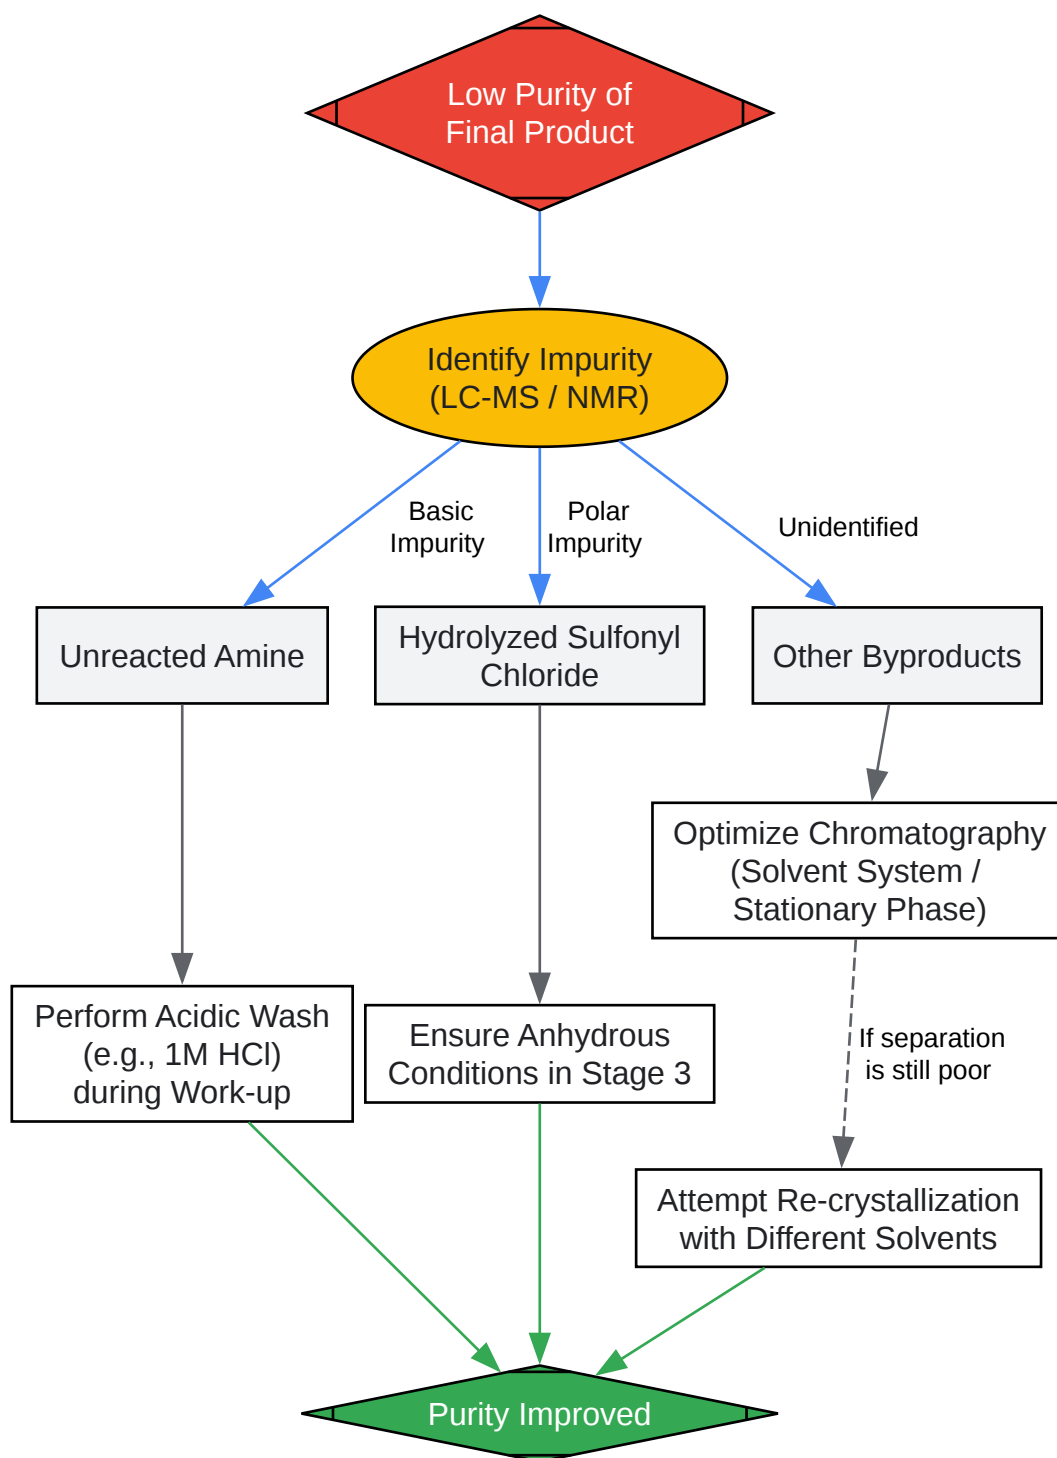 Low Purity of
Final Product
Identify Impurity
(LC-MS / NMR)
Basic
Impurity
Polar
Impurity
Unidentified
Unreacted Amine
Hydrolyzed Sulfonyl
Chloride
Other Byproducts
Optimize Chromatography
(Solvent System /
Stationary Phase)
Perform Acidic Wash
(e.g., 1M HCl)
during Work-up
Ensure Anhydrous
Conditions in Stage 3
If separation
is still poor
Attempt Re-crystallization
with Different Solvents
Purity Improved